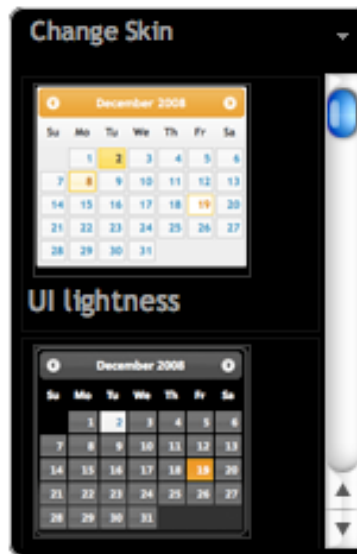 Change Skin
December 2008
Su Mo Tu We Th Fr Sa
1 2 3 4 5 6
7 8 9 10 11 12 13
14 15 16 17 18 19 20
21 22 23 24 25 26 27
28 29 30 31
UI lightness
December 2008
Su Mo Tu We Th Fr Sa
1 2 3 4 5 6
7 8 9 10 11 12 13
14 15 16 17 18 19 20
21 22 23 24 25 26 27
28 29 30 31